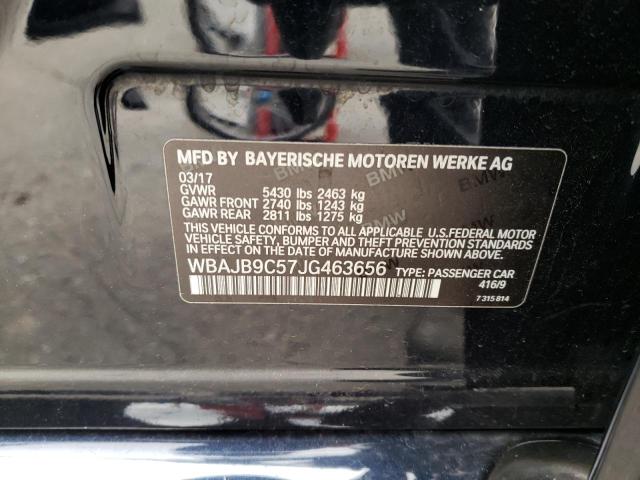 MFD BY BAYERISCHE MOTOREN WERKE AG
03/17
GVWR 5430 lbs 2463 kg
GAWR FRONT 2740 lbs 1243 kg
GAWR REAR 2811 lbs 1275 kg
THIS VEHICLE CONFORMS TO ALL APPLICABLE U.S.FEDERAL MOTOR
VEHICLE SAFETY, BUMPER AND THEFT PREVENTION STANDARDS
IN EFFECT ON THE DATE OF MANUFACTURE SHOWN ABOVE.
WBAJB9C57JG463656 TYPE: PASSENGER CAR
416/9
7 315 814